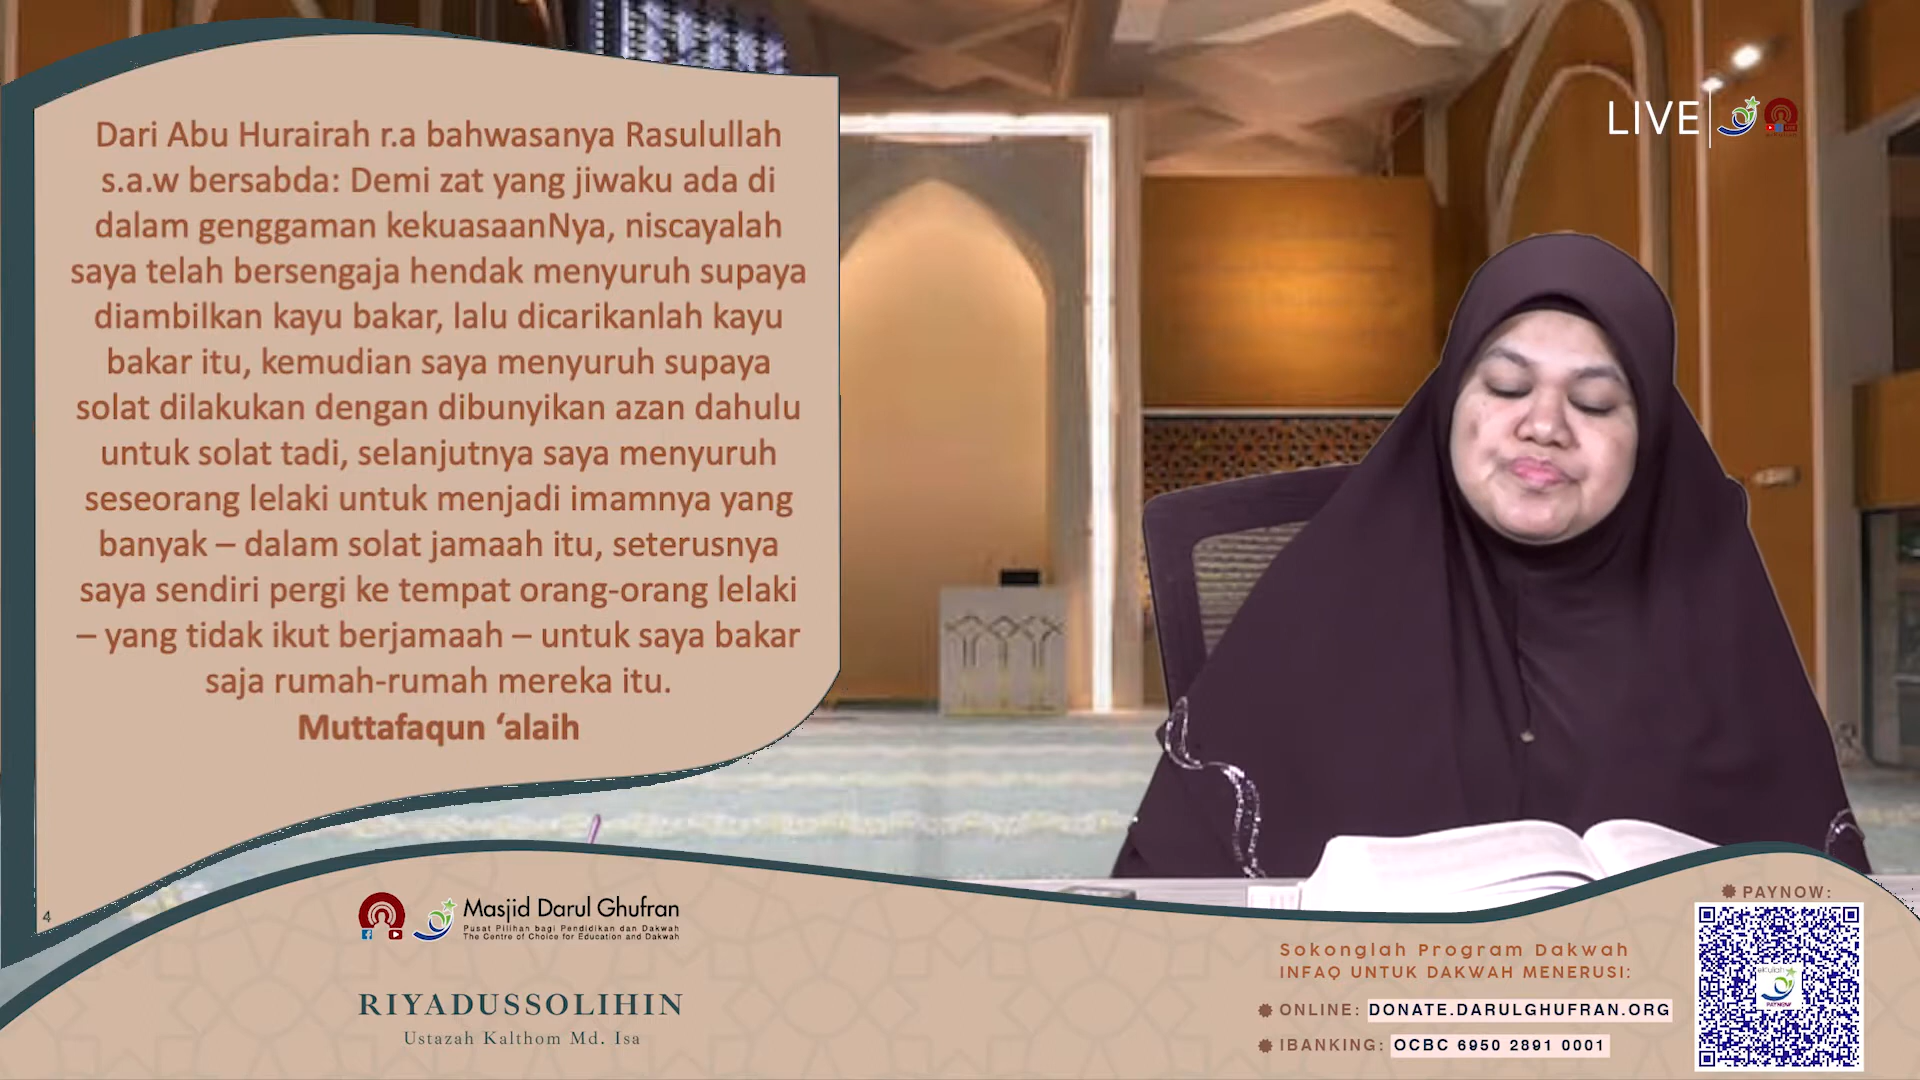 Dari Abu Hurairah r.a bahwasanya Rasulullah
s.a.w bersabda: Demi zat yang jiwaku ada di
dalam genggaman kekuasaanNya, niscayalah
saya telah bersengaja hendak menyuruh supaya
diambilkan kayu bakar, lalu dicarikanlah kayu
bakar itu, kemudian saya menyuruh supaya
solat dilakukan dengan dibunyikan azan dahulu
untuk solat tadi, selanjutnya saya menyuruh
seseorang lelaki untuk menjadi imamnya yang
banyak – dalam solat jamaah itu, seterusnya
saya sendiri pergi ke tempat orang-orang lelaki
– yang tidak ikut berjamaah – untuk saya bakar
saja rumah-rumah mereka itu.
Muttafaqun ‘alaih
4
LIVE
Masjid Darul Ghufran
Pusat Pilihan bagi Pendidikan dan Dakwah
The Centre of Choice for Education and Dakwah
RIYADUSSOLIHIN
Ustazah Kalthom Md. Isa
Sokonglah Program Dakwah
INFAQ UNTUK DAKWAH MENERUSI:
ONLINE: DONATE.DARULGHUFRAN.ORG
IBANKING: OCBC 6950 2891 0001
PAYNOW:
PAYNOW